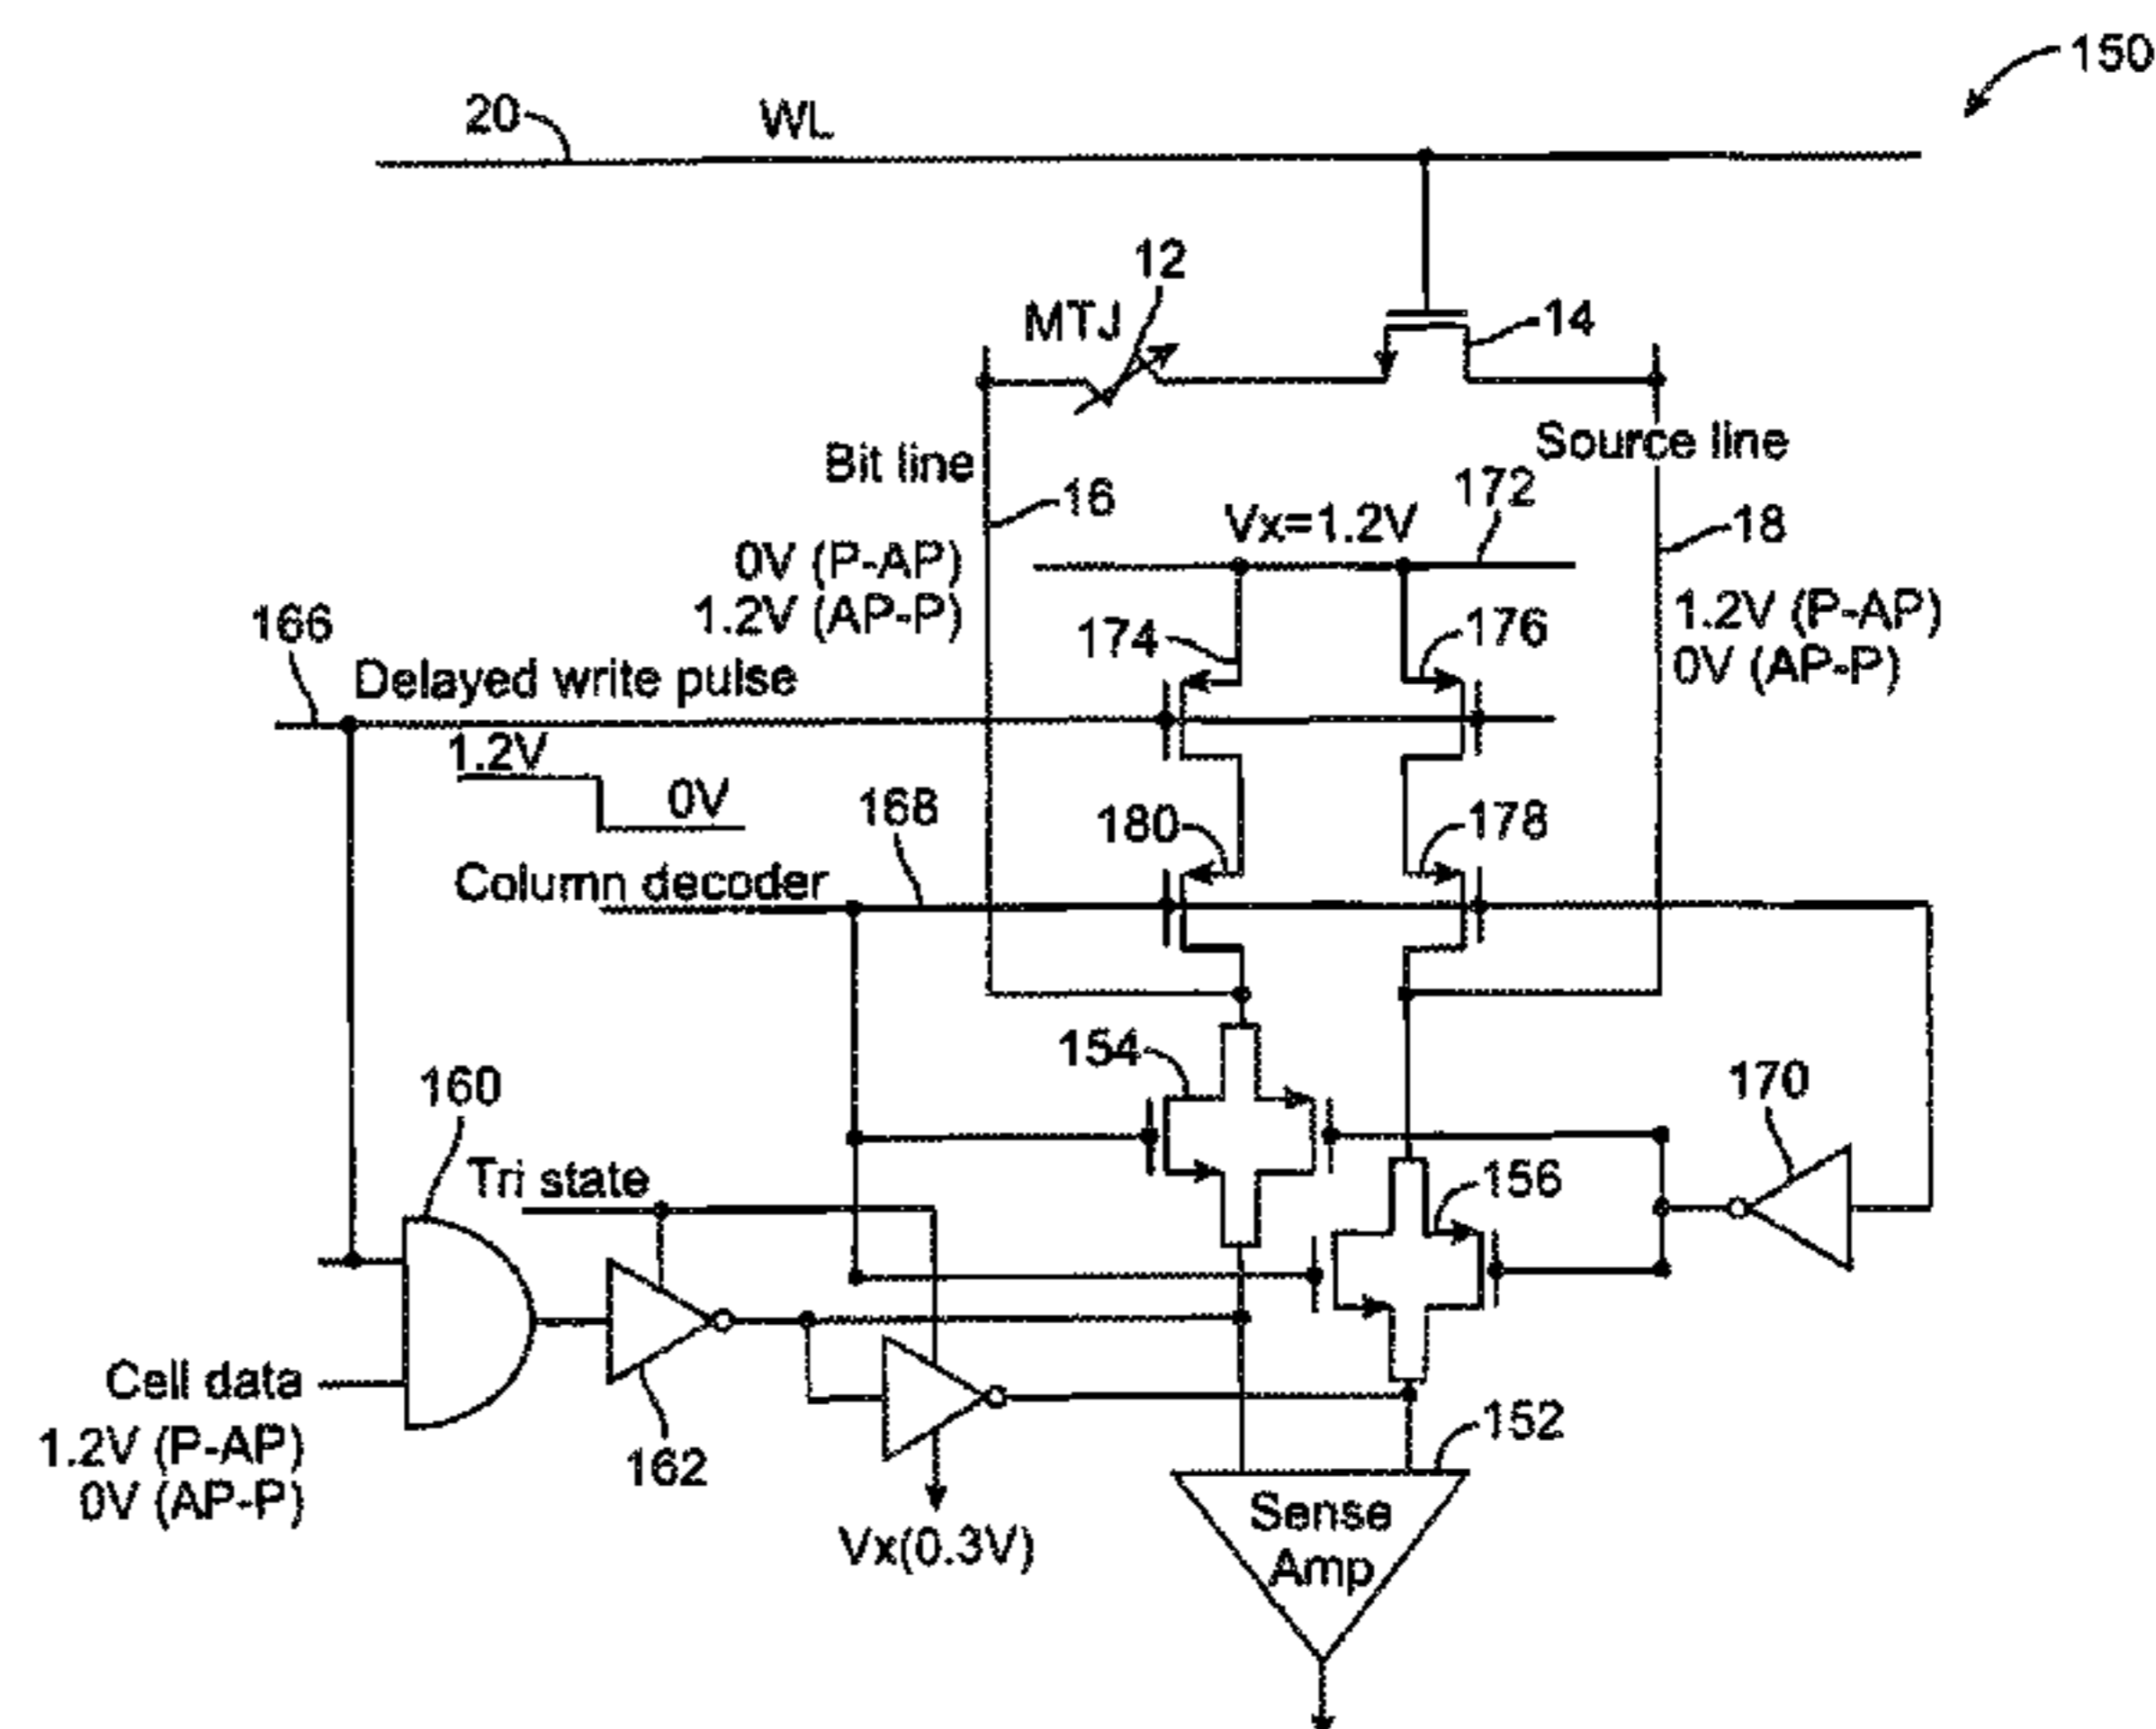 150
20
WL
12
MTJ
14
Bit line
Source line
16
Vx=1.2V
172
18
0V (P-AP)
1.2V (AP-P)
1.2V (P-AP)
0V (AP-P)
166
174
176
Delayed write pulse
1.2V
0V
168
180
178
Column decoder
154
170
160
Tri state
156
Cell data
1.2V (P-AP)
0V (AP-P)
162
152
Vx(0.3V)
Sense
Amp